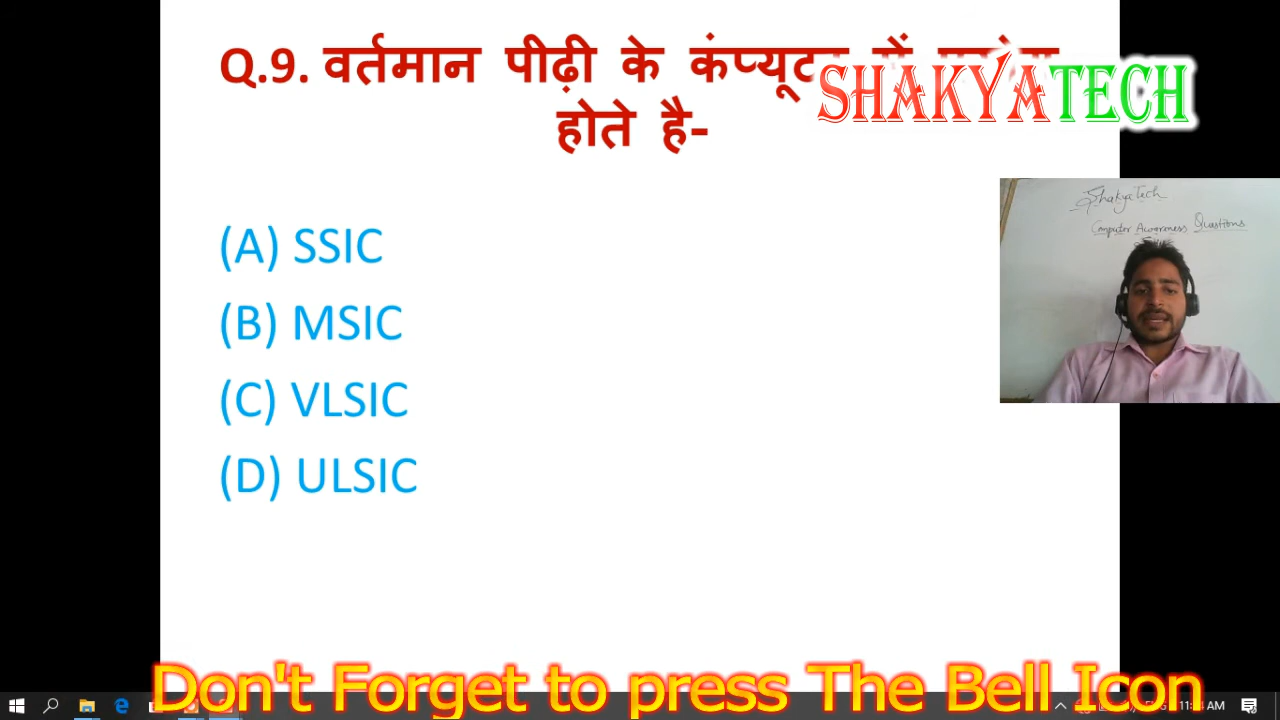 Q.9. वर्तमान पीढ़ी के
होते है-
SHAKYATECH
(A) SSIC
(B) MSIC
(C) VLSIC
(D) ULSIC
ShakyaTech
Computer Awareness Questions
Don't Forget to press The Bell Icon